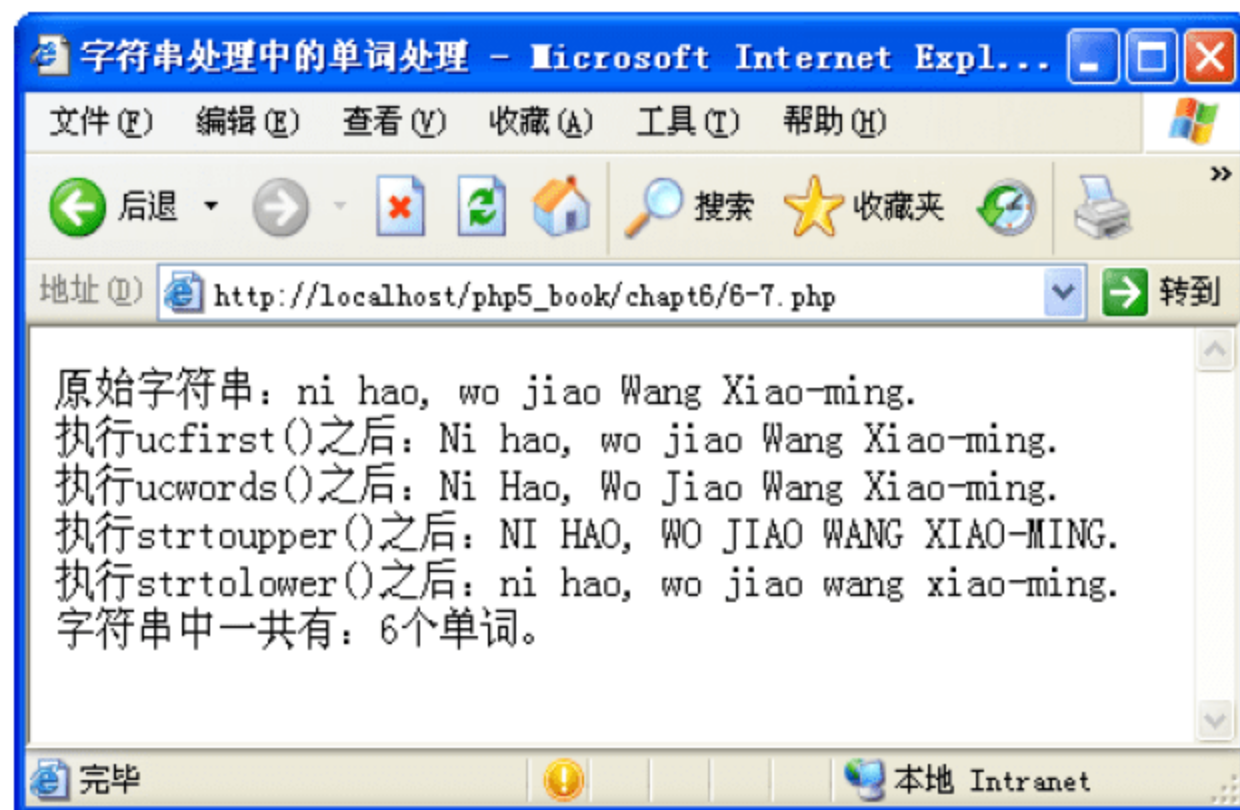 字符串处理中的单词处理 - Microsoft Internet Expl...
文件(F) 编辑(E) 查看(V) 收藏(A) 工具(T) 帮助(H)
后退 搜索 收藏夹 »
地址(D) http://localhost/php5_book/chapt6/6-7.php 转到
原始字符串：ni hao, wo jiao Wang Xiao-ming.
执行ucfirst()之后：Ni hao, wo jiao Wang Xiao-ming.
执行ucwords()之后：Ni Hao, Wo Jiao Wang Xiao-ming.
执行strtoupper()之后：NI HAO, WO JIAO WANG XIAO-MING.
执行strtolower()之后：ni hao, wo jiao wang xiao-ming.
字符串中一共有：6个单词。
完毕 本地 Intranet